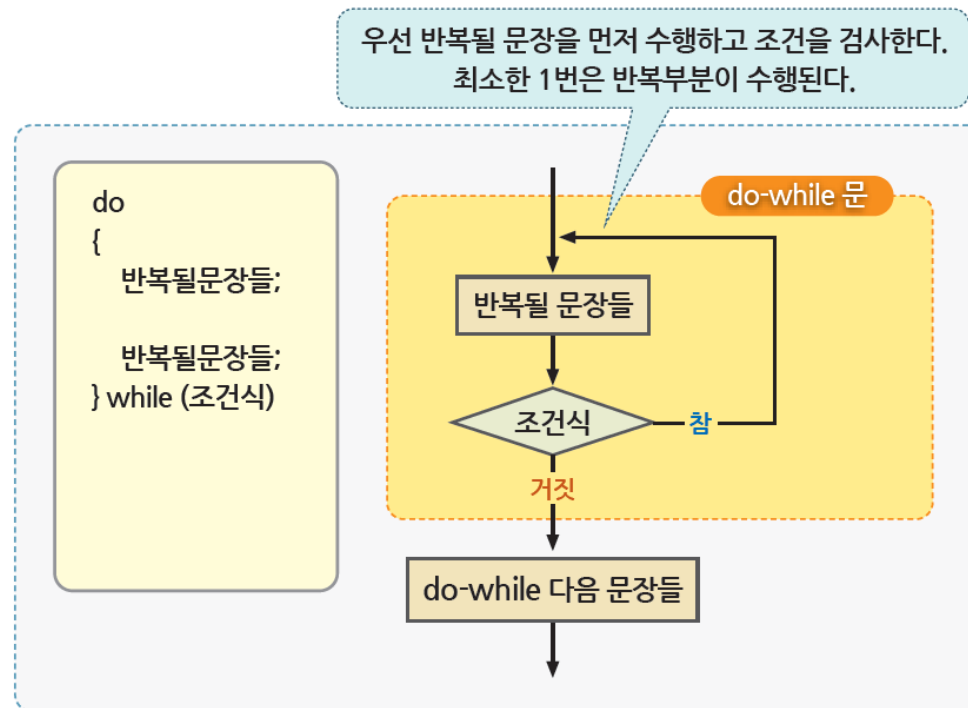 우선 반복될 문장을 먼저 수행하고 조건을 검사한다.
최소한 1번은 반복부분이 수행된다.
do
{
반복될문장들;
반복될문장들;
} while (조건식)
do-while 문
반복될 문장들
조건식
참
거짓
do-while 다음 문장들